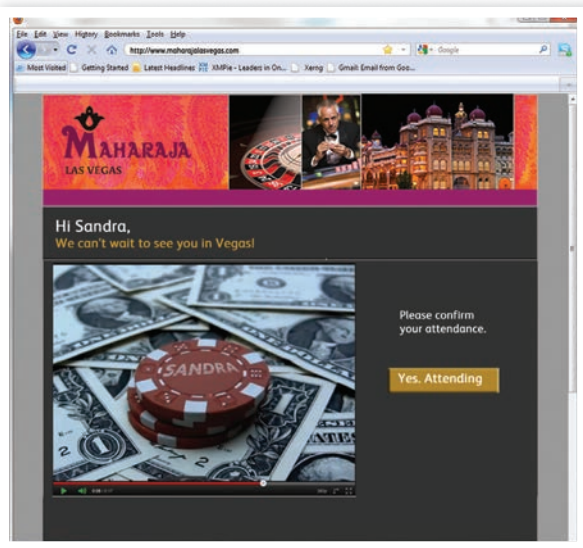 File Edit View History Bookmarks Tools Help
http://www.maharajalasvegas.com
Google
Most Visited Getting Started Latest Headlines XMPie - Leaders in On... Xerng Gmail: Email from Goo...
MAHARAJA
LAS VEGAS
Hi Sandra,
We can't wait to see you in Vegas!
SANDRA
Please confirm
your attendance.
Yes. Attending